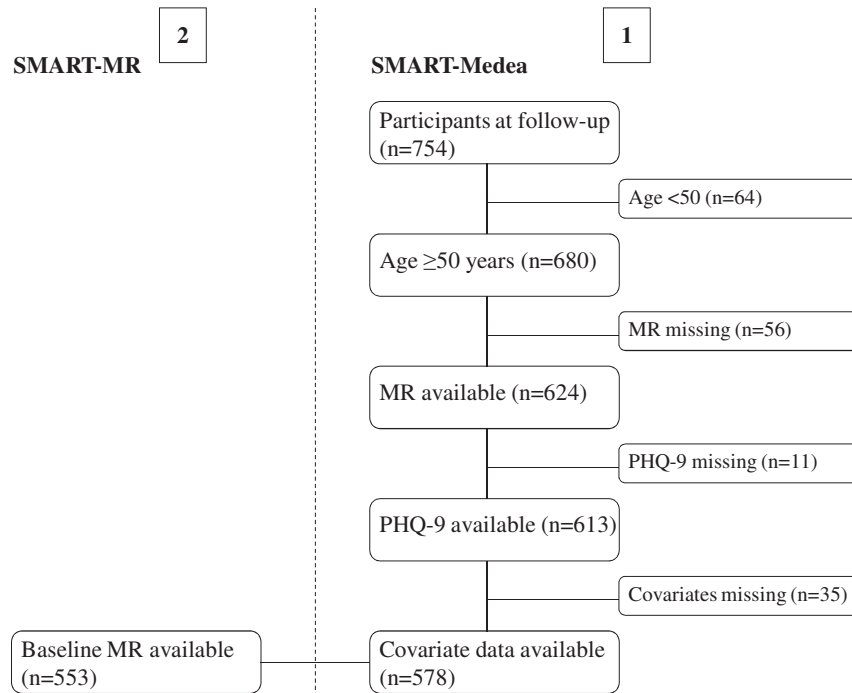 2
1
SMART-MR
SMART-Medea
Participants at follow-up
(n=754)
Age <50 (n=64)
Age ≥50 years (n=680)
MR missing (n=56)
MR available (n=624)
PHQ-9 missing (n=11)
PHQ-9 available (n=613)
Covariates missing (n=35)
Baseline MR available
(n=553)
Covariate data available
(n=578)